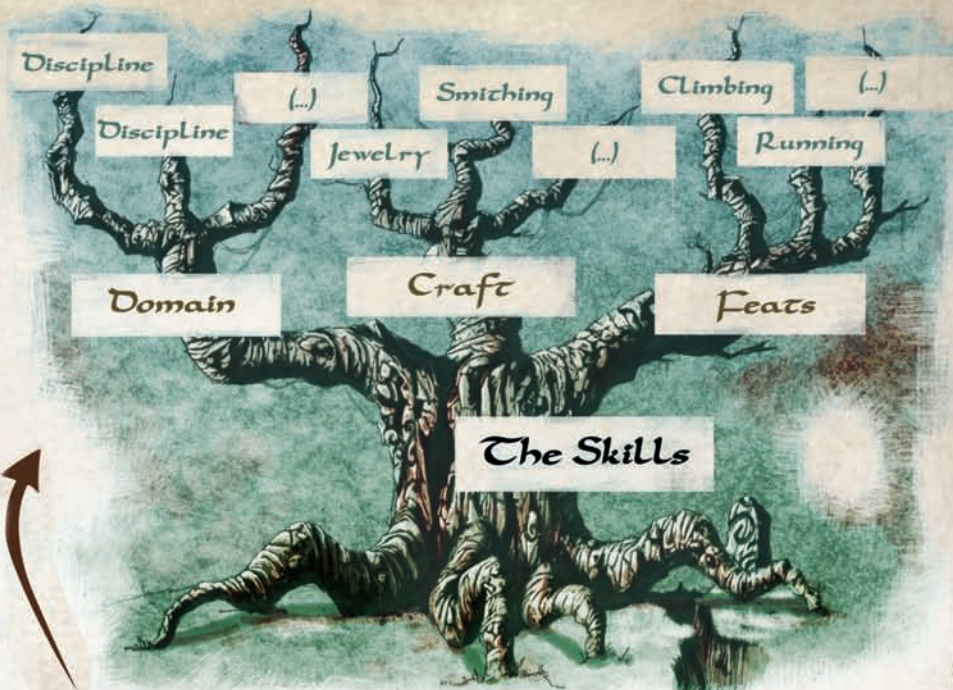 Discipline
Discipline
(...)
Jewelry
Smithing
(...)
Climbing
Running
(...)
Domain
Craft
Feats
The Skills